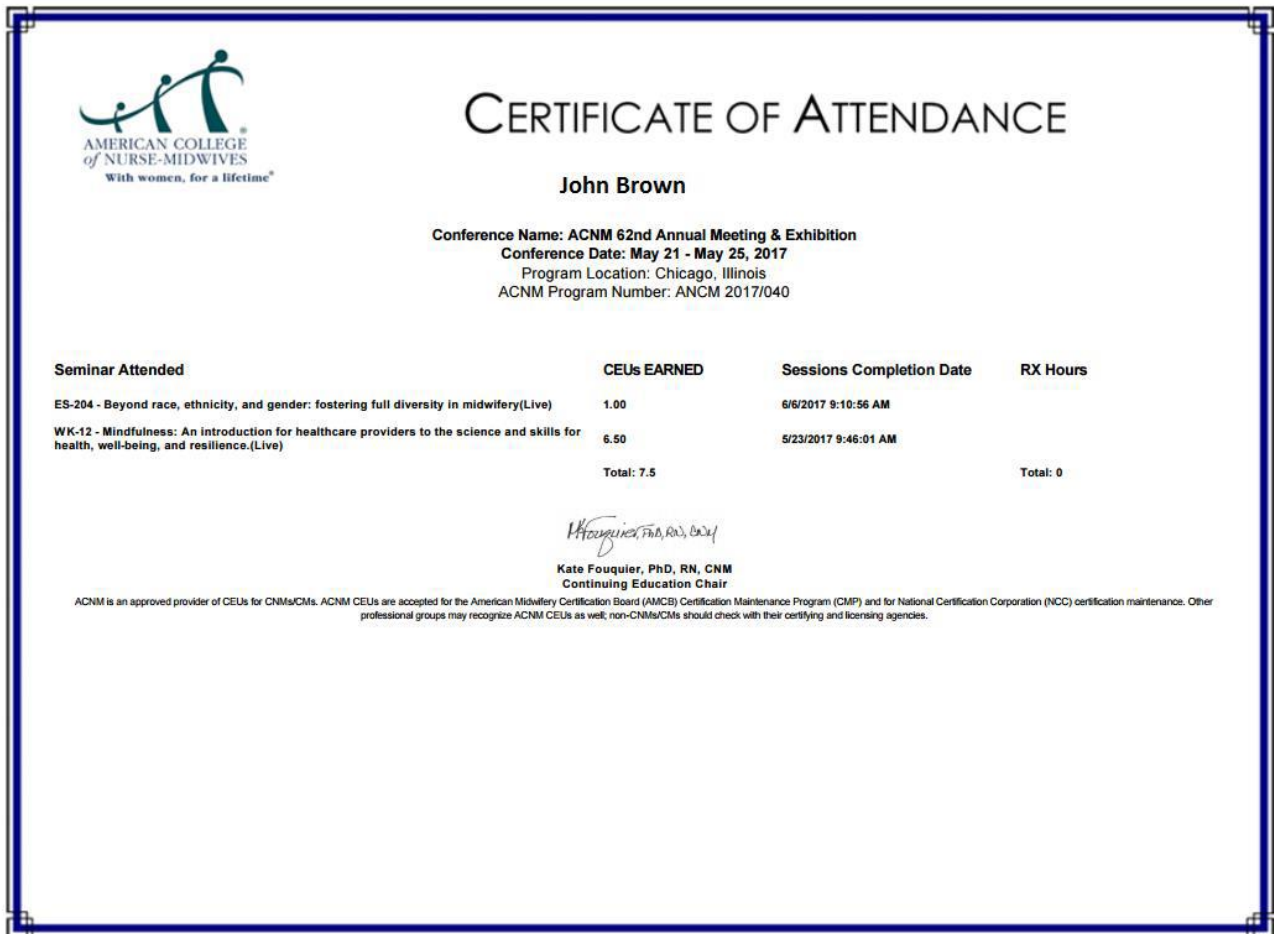 AMERICAN COLLEGE
of NURSE-MIDWIVES
With women, for a lifetime®
CERTIFICATE OF ATTENDANCE
John Brown
Conference Name: ACNM 62nd Annual Meeting & Exhibition
Conference Date: May 21 - May 25, 2017
Program Location: Chicago, Illinois
ACNM Program Number: ANCM 2017/040
Seminar Attended CEUs EARNED Sessions Completion Date RX Hours
ES-204 - Beyond race, ethnicity, and gender: fostering full diversity in midwifery(Live) 1.00 6/6/2017 9:10:56 AM
WK-12 - Mindfulness: An introduction for healthcare providers to the science and skills for
health, well-being, and resilience.(Live) 6.50 5/23/2017 9:46:01 AM
Total: 7.5 Total: 0
KFouquier, PhD, RN, CNM
Kate Fouquier, PhD, RN, CNM
Continuing Education Chair
ACNM is an approved provider of CEUs for CNMs/CMs. ACNM CEUs are accepted for the American Midwifery Certification Board (AMCB) Certification Maintenance Program (CMP) and for National Certification Corporation (NCC) certification maintenance. Other
professional groups may recognize ACNM CEUs as well; non-CNMs/CMs should check with their certifying and licensing agencies.